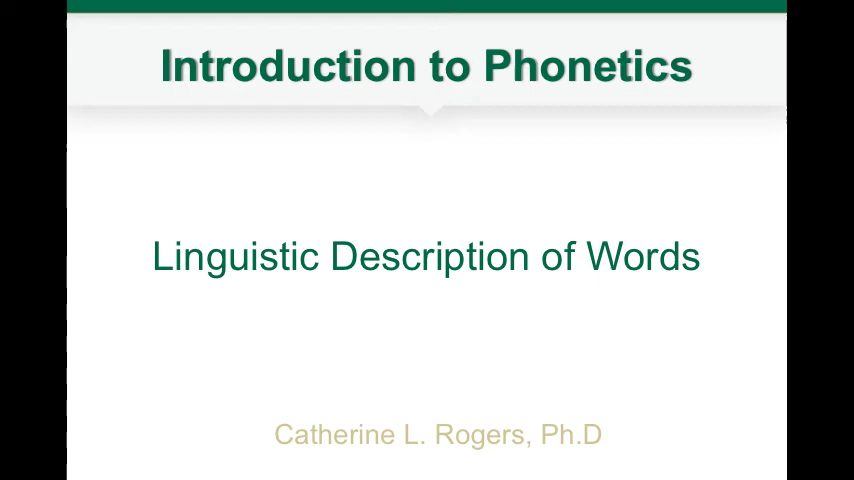 Introduction to Phonetics
Linguistic Description of Words
Catherine L. Rogers, Ph.D